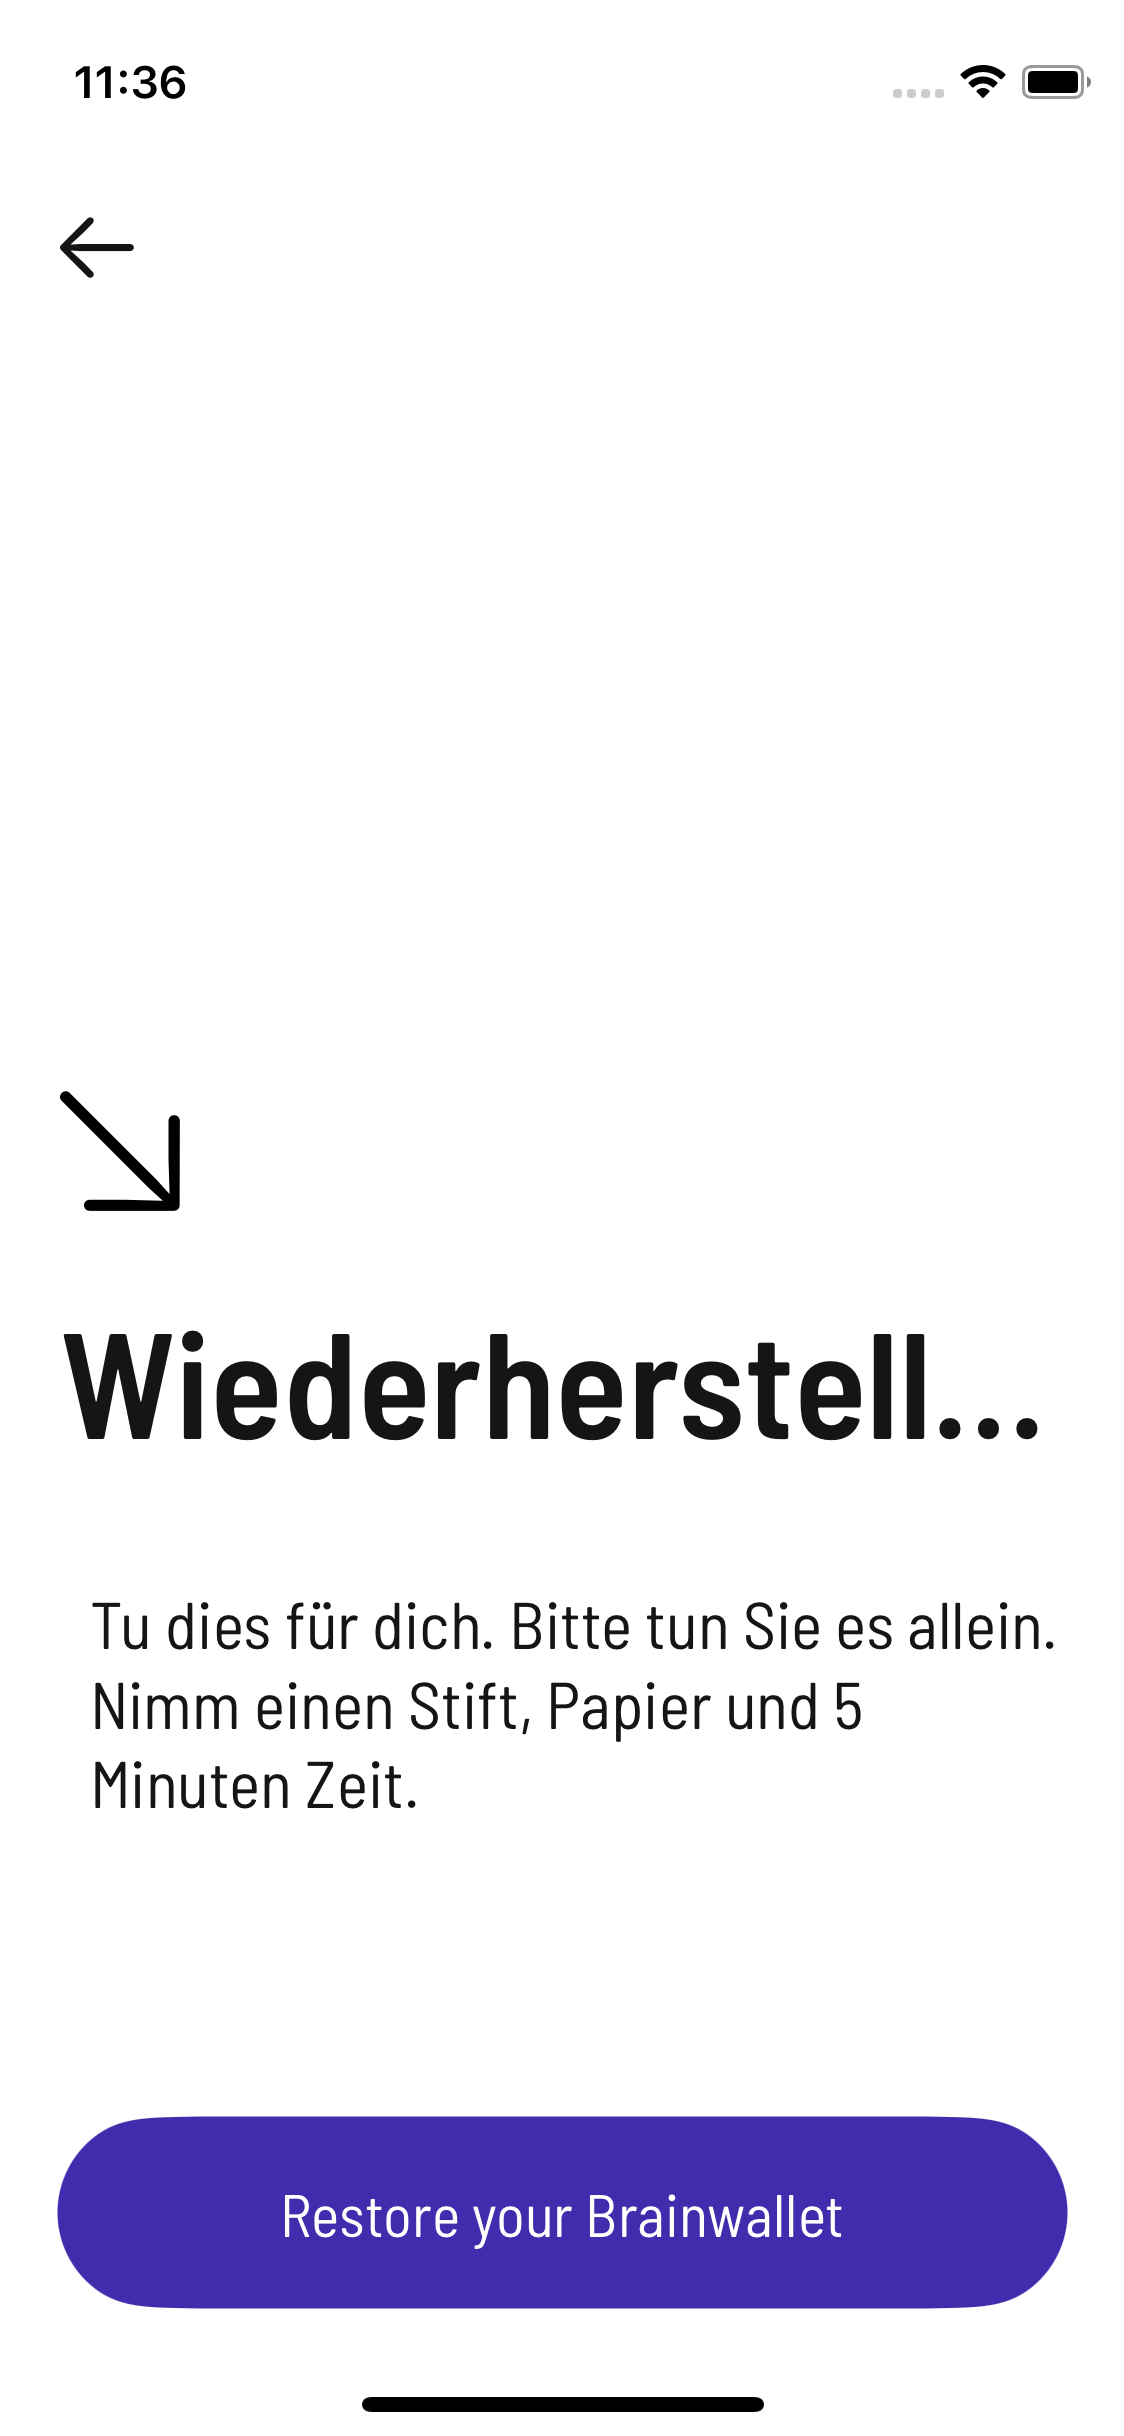 11:36
Wiederherstell...
Tu dies für dich. Bitte tun Sie es allein.
Nimm einen Stift, Papier und 5
Minuten Zeit.
Restore your Brainwallet